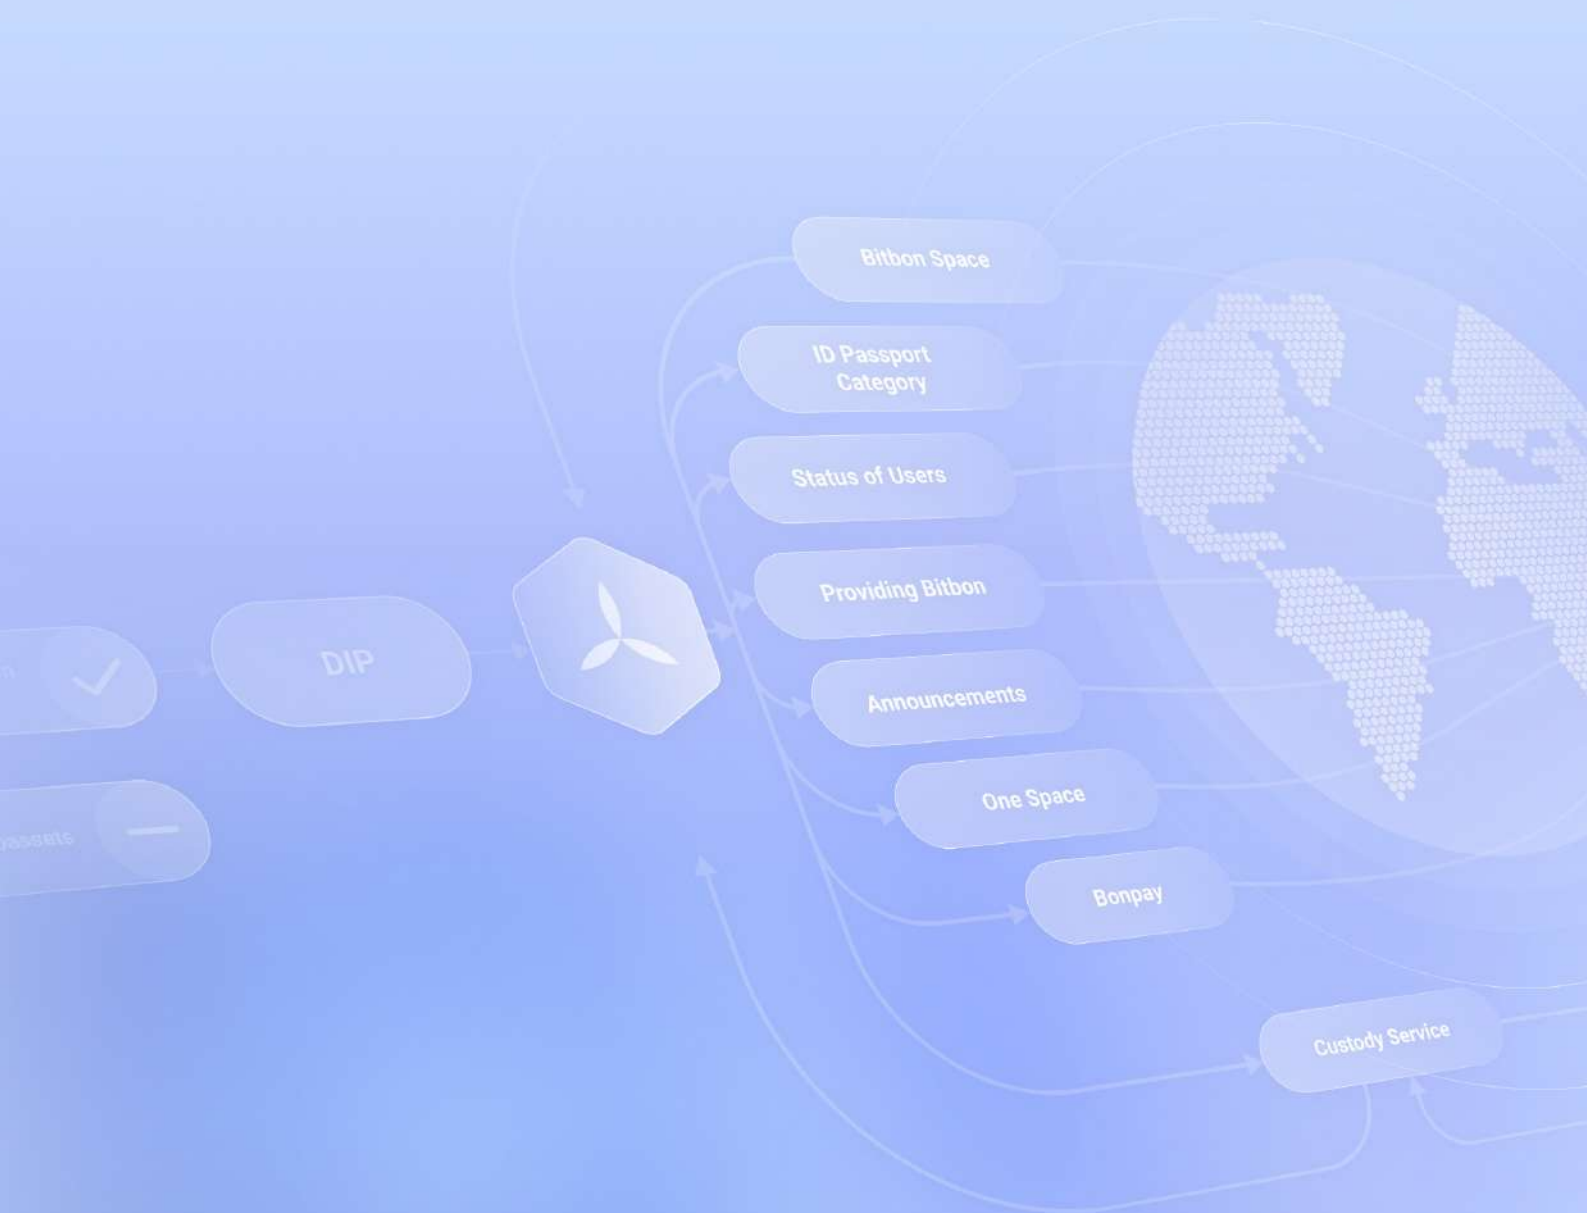 Bitbon Space
ID Passport
Category
Status of Users
Providing Bitbon
DIP
Announcements
One Space
Bonpay
Custody Service